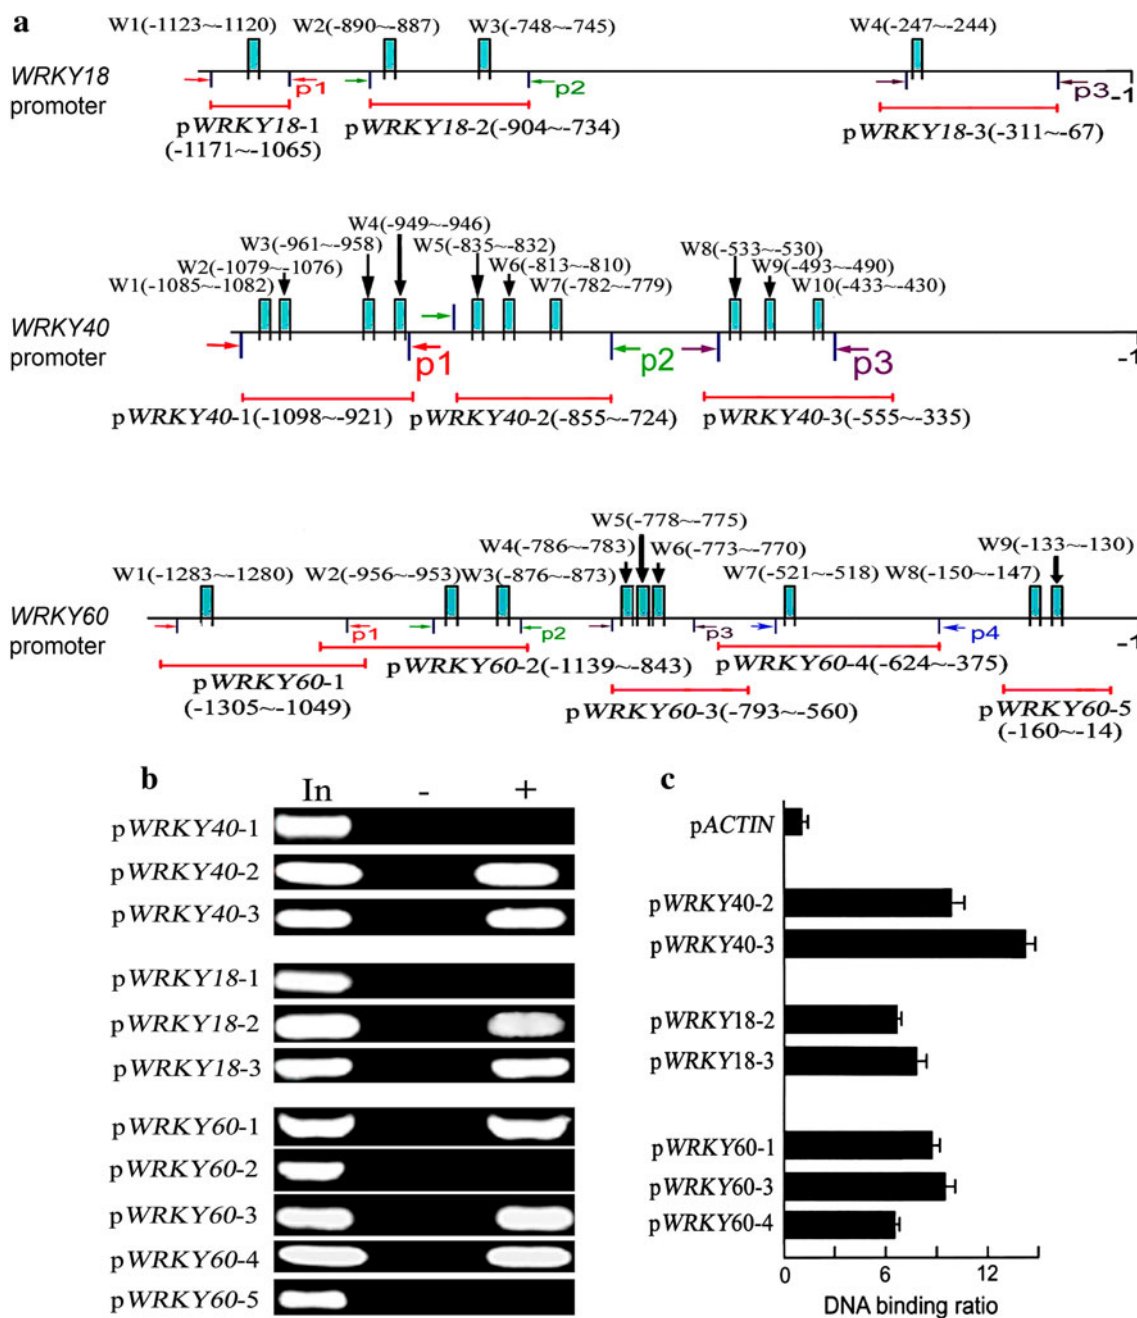 a
W1(-1123~-1120)
W2(-890~-887)
W3(-748~-745)
W4(-247~-244)
WRKY18
promoter
p1
p2
p3
-1
pWRKY18-1
(-1171~-1065)
pWRKY18-2(-904~-734)
pWRKY18-3(-311~-67)
W4(-949~-946)
W3(-961~-958)
W5(-835~-832)
W8(-533~-530)
W2(-1079~-1076)
W6(-813~-810)
W9(-493~-490)
W1(-1085~-1082)
W7(-782~-779)
W10(-433~-430)
WRKY40
promoter
p1
p2
p3
-1
pWRKY40-1(-1098~-921)
pWRKY40-2(-855~-724)
pWRKY40-3(-555~-335)
W5(-778~-775)
W4(-786~-783)
W6(-773~-770)
W9(-133~-130)
W1(-1283~-1280)
W2(-956~-953)
W3(-876~-873)
W7(-521~-518)
W8(-150~-147)
WRKY60
promoter
p1
p2
p3
p4
-1
pWRKY60-1
(-1305~-1049)
pWRKY60-2(-1139~-843)
pWRKY60-4(-624~-375)
pWRKY60-3(-793~-560)
pWRKY60-5
(-160~-14)
b
In
-
+
pWRKY40-1
pWRKY40-2
pWRKY40-3
pWRKY18-1
pWRKY18-2
pWRKY18-3
pWRKY60-1
pWRKY60-2
pWRKY60-3
pWRKY60-4
pWRKY60-5
c
pACTIN
pWRKY40-2
pWRKY40-3
pWRKY18-2
pWRKY18-3
pWRKY60-1
pWRKY60-3
pWRKY60-4
0
6
12
DNA binding ratio